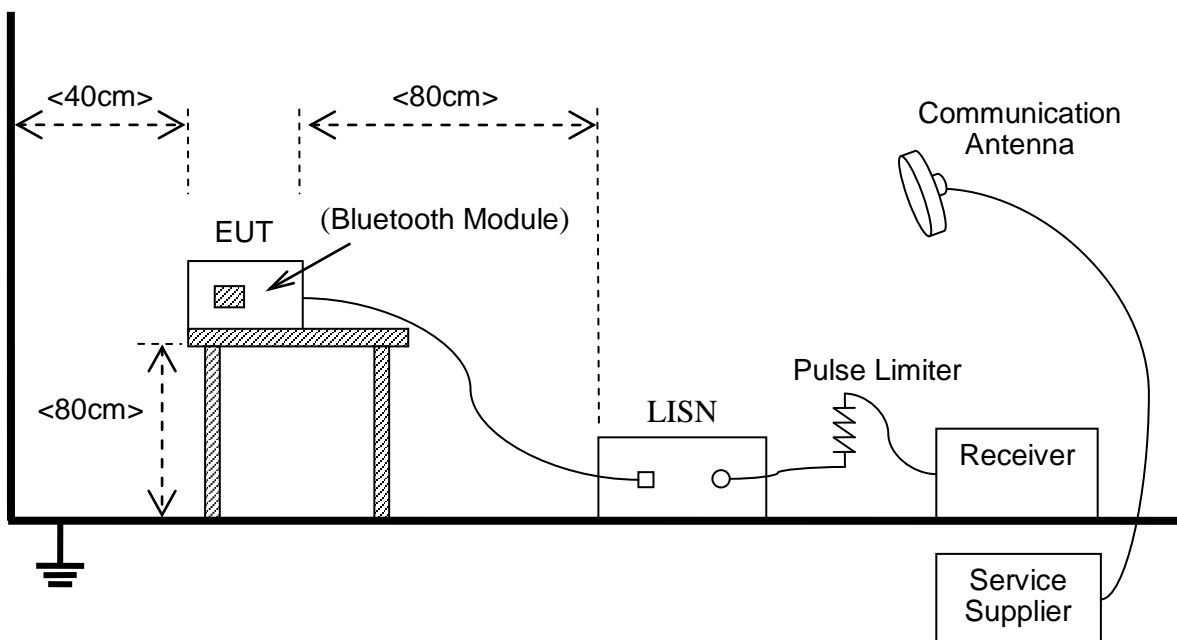 <40cm>
<80cm>
Communication
Antenna
(Bluetooth Module)
EUT
Pulse Limiter
<80cm>
LISN
Receiver
Service
Supplier